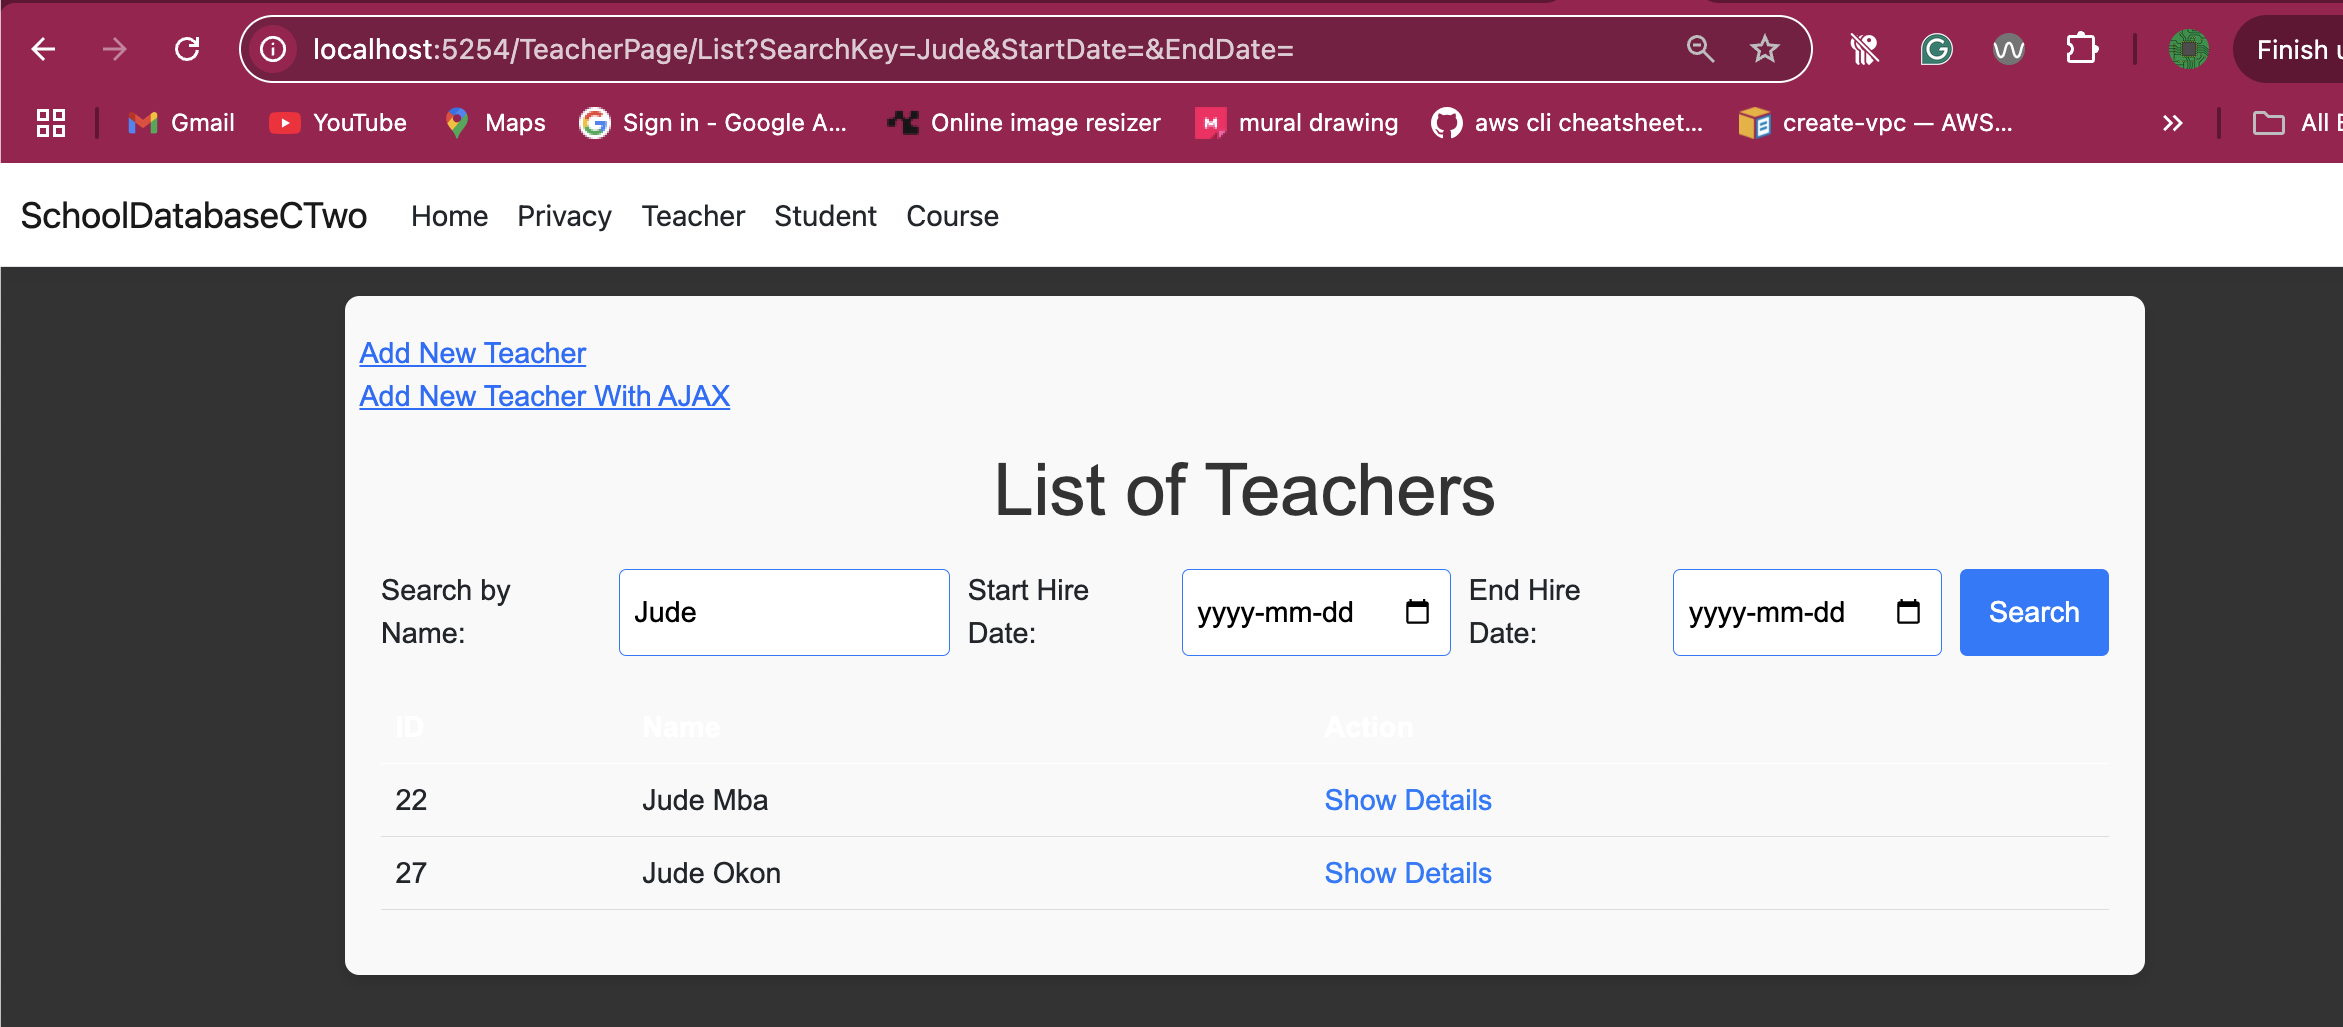 localhost:5254/TeacherPage/List?SearchKey=Jude&StartDate=&EndDate=
Finish u
Gmail YouTube Maps Sign in - Google A... Online image resizer mural drawing aws cli cheatsheet... create-vpc — AWS... All B
SchoolDatabaseCTwo Home Privacy Teacher Student Course
Add New Teacher
Add New Teacher With AJAX
List of Teachers
Search by Name: Jude Start Hire Date: yyyy-mm-dd End Hire Date: yyyy-mm-dd Search
ID Name Action
22 Jude Mba Show Details
27 Jude Okon Show Details